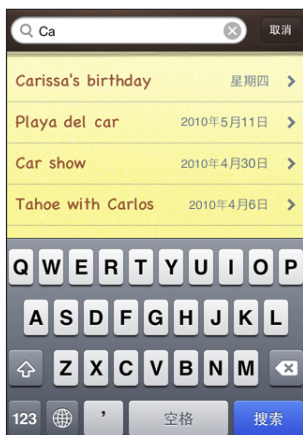 Ca
取消
Carissa's birthday 星期四
Playa del car 2010年5月11日
Car show 2010年4月30日
Tahoe with Carlos 2010年4月6日
Q W E R T Y U I O P
A S D F G H J K L
Z X C V B N M
123 , 空格 搜索